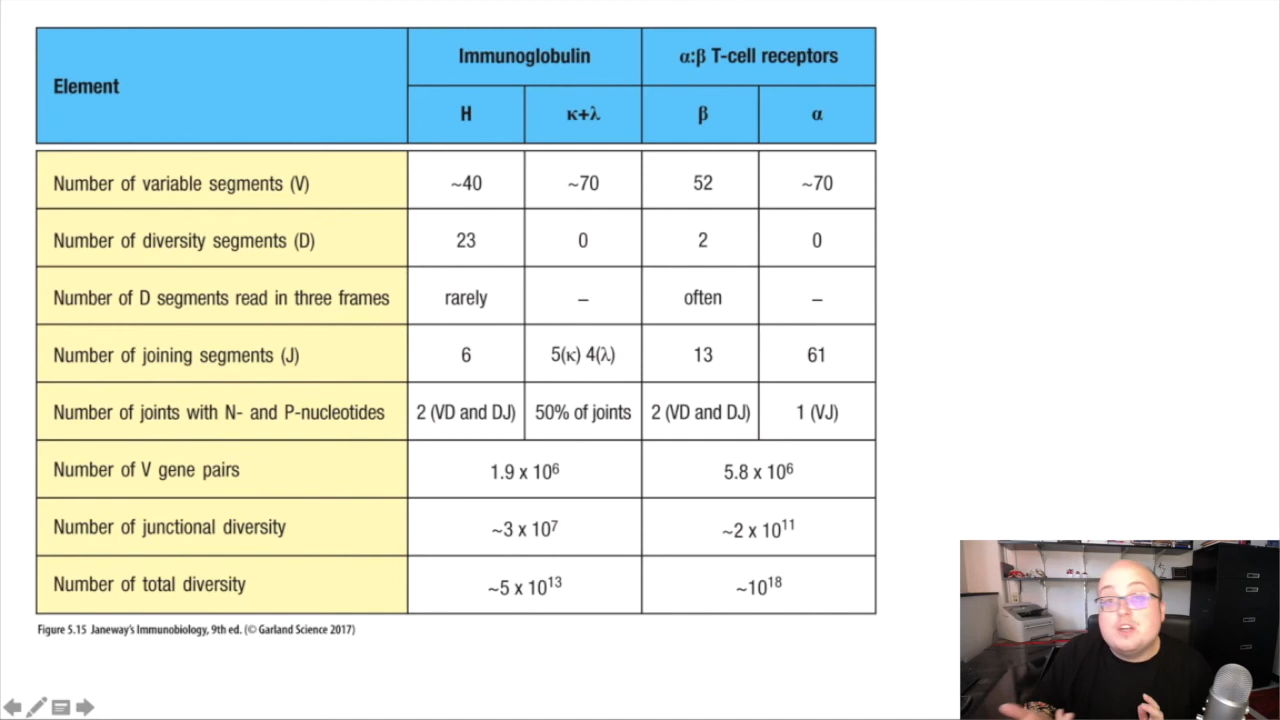 Element
Immunoglobulin
α:β T-cell receptors
H
κ+λ
β
α
Number of variable segments (V)
~40
~70
52
~70
Number of diversity segments (D)
23
0
2
0
Number of D segments read in three frames
rarely
–
often
–
Number of joining segments (J)
6
5(κ) 4(λ)
13
61
Number of joints with N- and P-nucleotides
2 (VD and DJ)
50% of joints
2 (VD and DJ)
1 (VJ)
Number of V gene pairs
1.9 x 10⁶
5.8 x 10⁶
Number of junctional diversity
~3 x 10⁷
~2 x 10¹¹
Number of total diversity
~5 x 10¹³
~10¹⁸
Figure 5.15 Janeway's Immunobiology, 9th ed. (© Garland Science 2017)